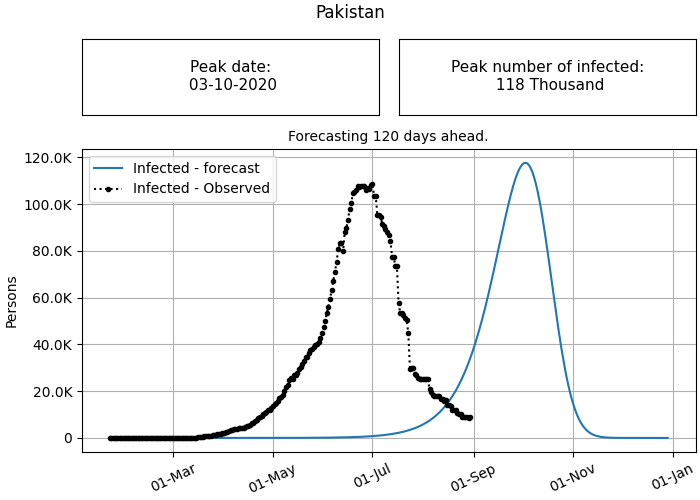 Pakistan
Peak date:
03-10-2020
Peak number of infected:
118 Thousand
Forecasting 120 days ahead.
120.0K
100.0K
80.0K
60.0K
40.0K
20.0K
0
Persons
Infected - forecast
Infected - Observed
01-Mar
01-May
01-Jul
01-Sep
01-Nov
01-Jan